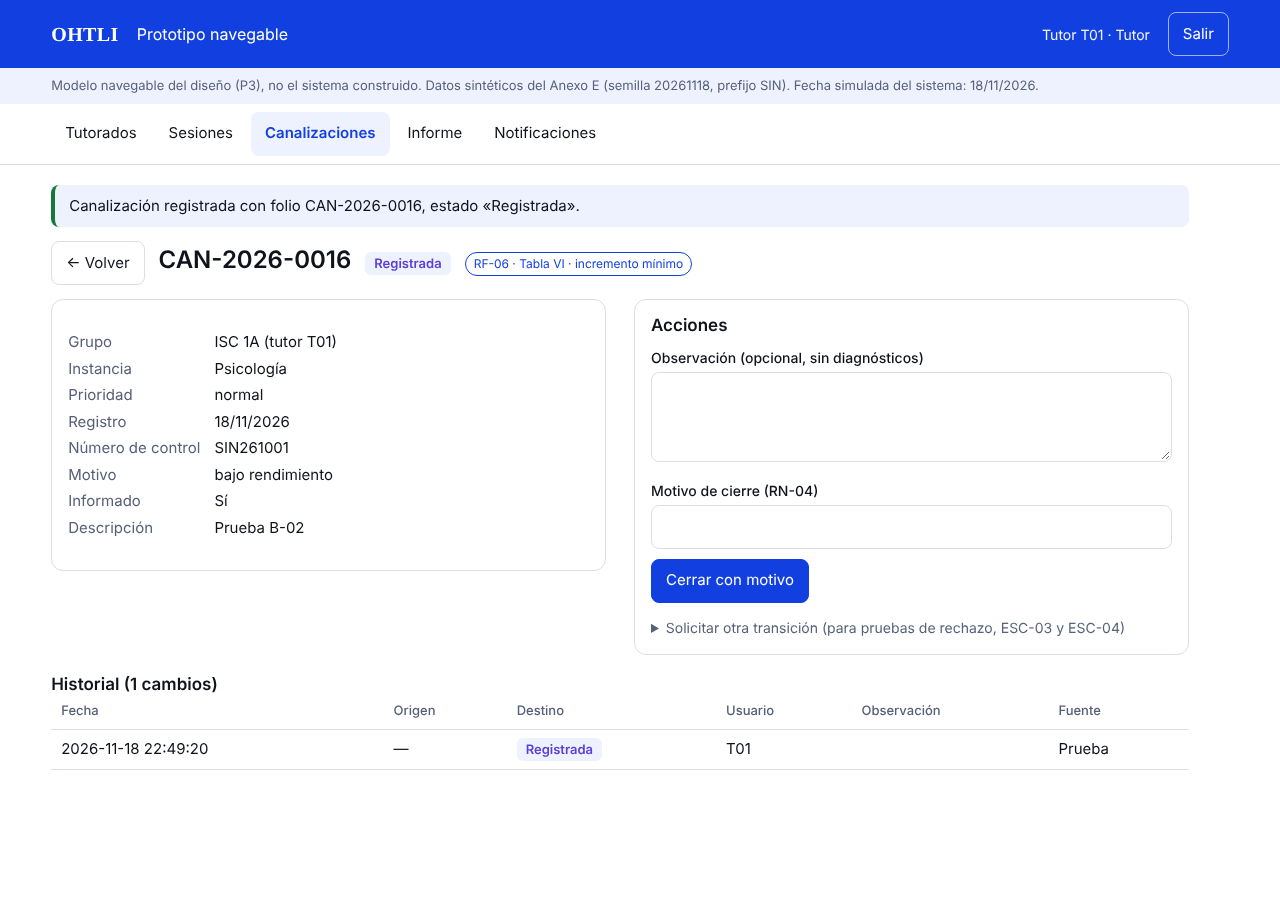 OHTLI Prototipo navegable
Tutor T01 · Tutor
Salir
Modelo navegable del diseño (P3), no el sistema construido. Datos sintéticos del Anexo E (semilla 20261118, prefijo SIN). Fecha simulada del sistema: 18/11/2026.
Tutorados Sesiones Canalizaciones Informe Notificaciones
Canalización registrada con folio CAN-2026-0016, estado «Registrada».
← Volver CAN-2026-0016 Registrada RF-06 · Tabla VI · incremento mínimo
Grupo ISC 1A (tutor T01)
Instancia Psicología
Prioridad normal
Registro 18/11/2026
Número de control SIN261001
Motivo bajo rendimiento
Informado Sí
Descripción Prueba B-02
Acciones
Observación (opcional, sin diagnósticos)
Motivo de cierre (RN-04)
Cerrar con motivo
▶ Solicitar otra transición (para pruebas de rechazo, ESC-03 y ESC-04)
Historial (1 cambios)
Fecha Origen Destino Usuario Observación Fuente
2026-11-18 22:49:20 — Registrada T01 Prueba